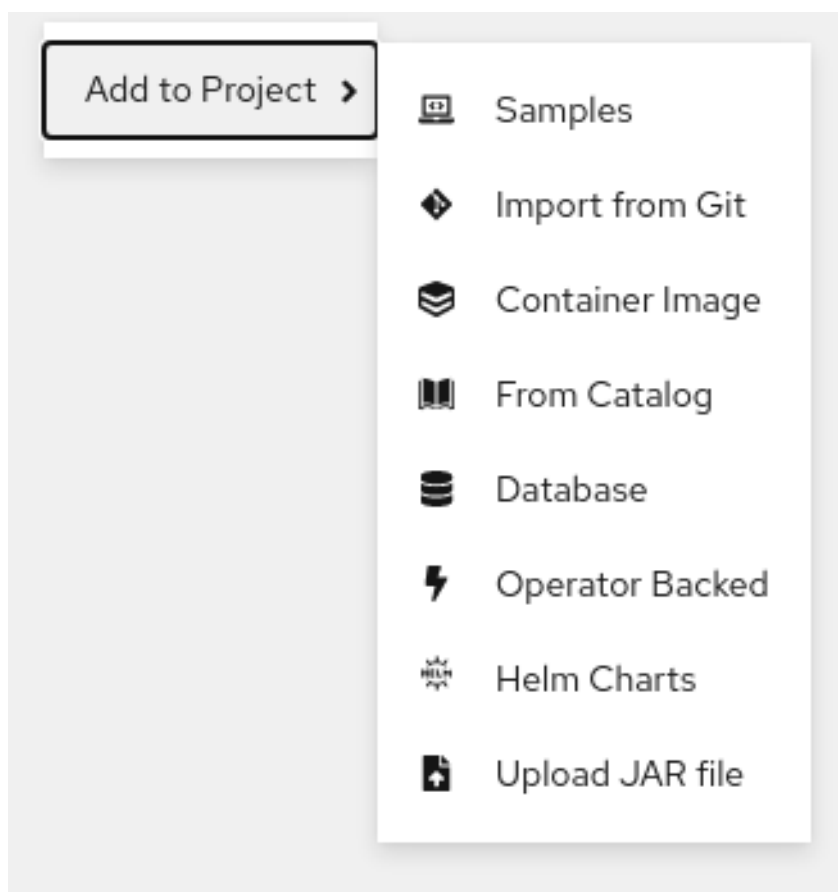 Add to Project
Samples
Import from Git
Container Image
From Catalog
Database
Operator Backed
HELM
Helm Charts
Upload JAR file